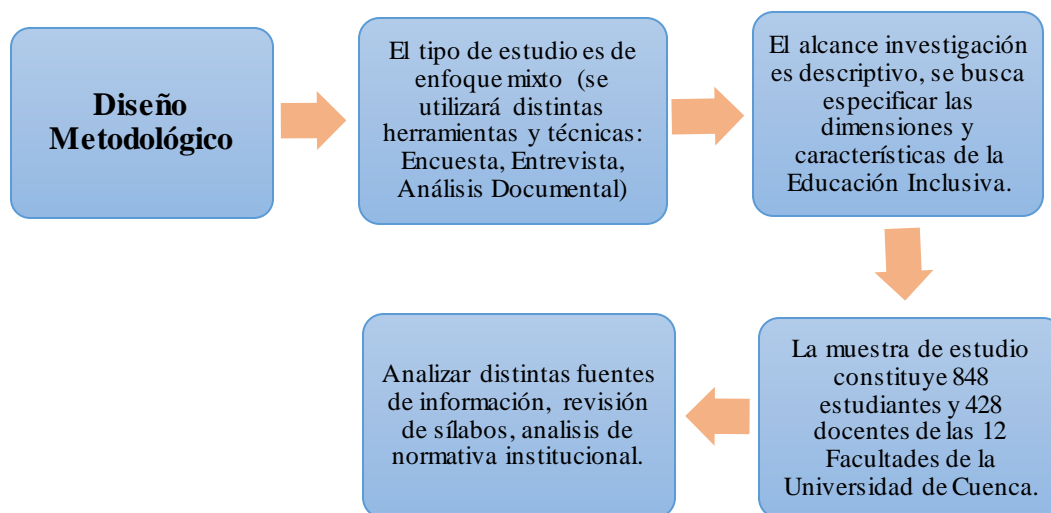 Diseño
Metodológico
El tipo de estudio es de
enfoque mixto (se
utilizará distintas
herramientas y técnicas:
Encuesta, Entrevista,
Análisis Documental)
El alcance investigación
es descriptivo, se busca
especificar las
dimensiones y
características de la
Educación Inclusiva.
La muestra de estudio
constituye 848
estudiantes y 428
docentes de las 12
Facultades de la
Universidad de Cuenca.
Analizar distintas fuentes
de información, revisión
de sílabos, analisis de
normativa institucional.